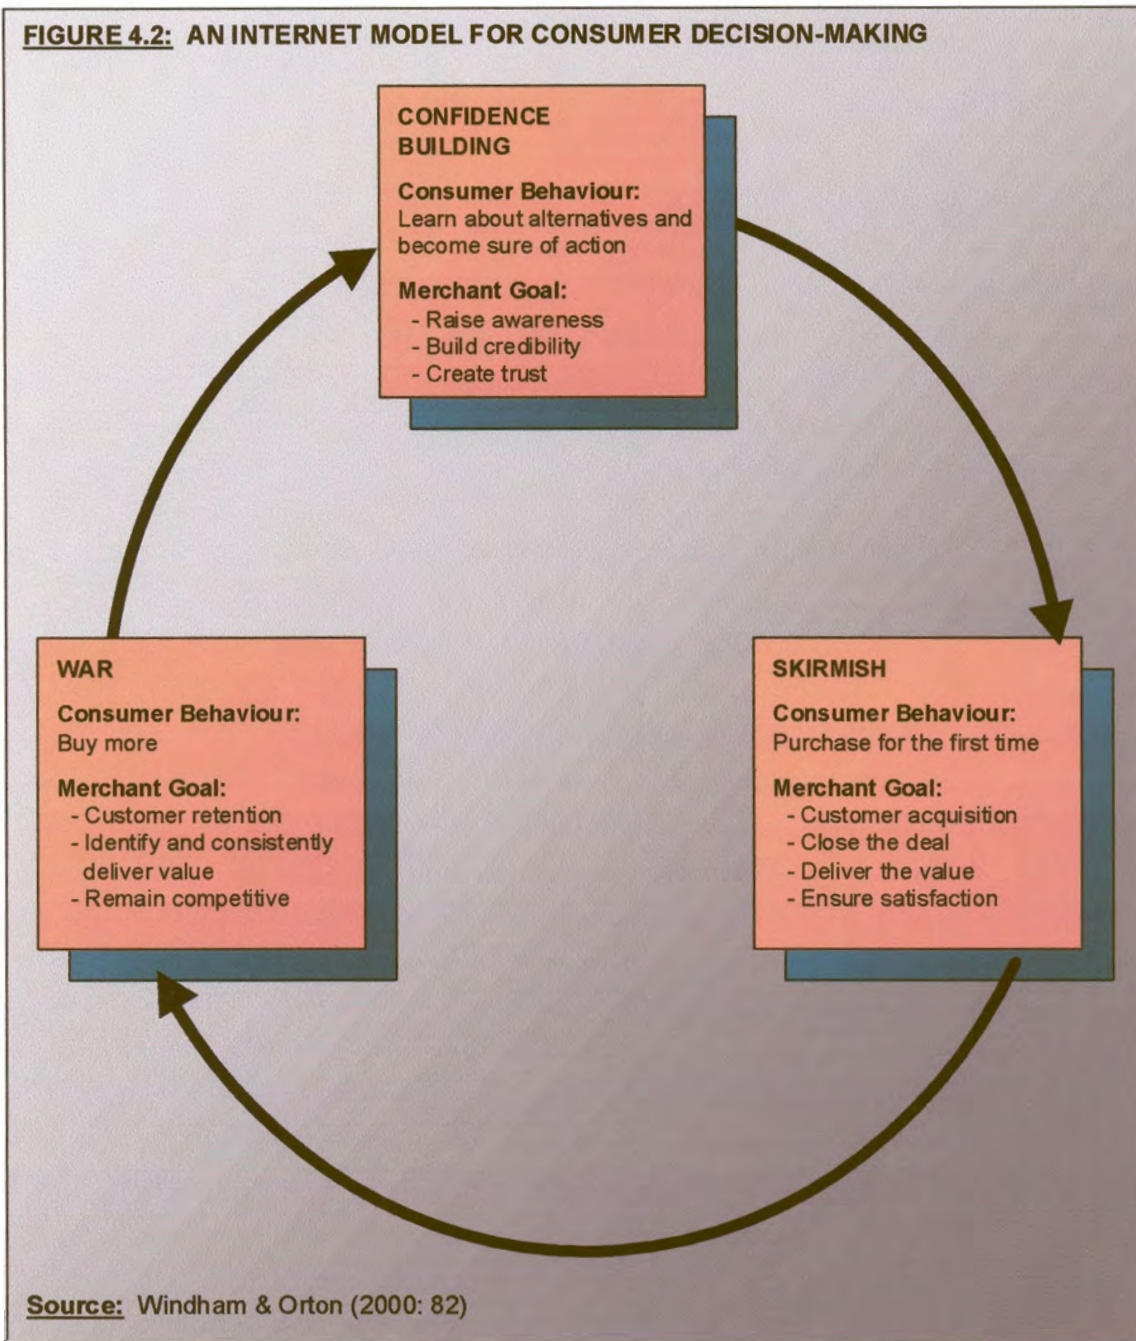 FIGURE 4.2: AN INTERNET MODEL FOR CONSUMER DECISION-MAKING
CONFIDENCE
BUILDING
Consumer Behaviour:
Learn about alternatives and
become sure of action
Merchant Goal:
- Raise awareness
- Build credibility
- Create trust
WAR
Consumer Behaviour:
Buy more
Merchant Goal:
- Customer retention
- Identify and consistently
deliver value
- Remain competitive
SKIRMISH
Consumer Behaviour:
Purchase for the first time
Merchant Goal:
- Customer acquisition
- Close the deal
- Deliver the value
- Ensure satisfaction
Source: Windham & Orton (2000: 82)